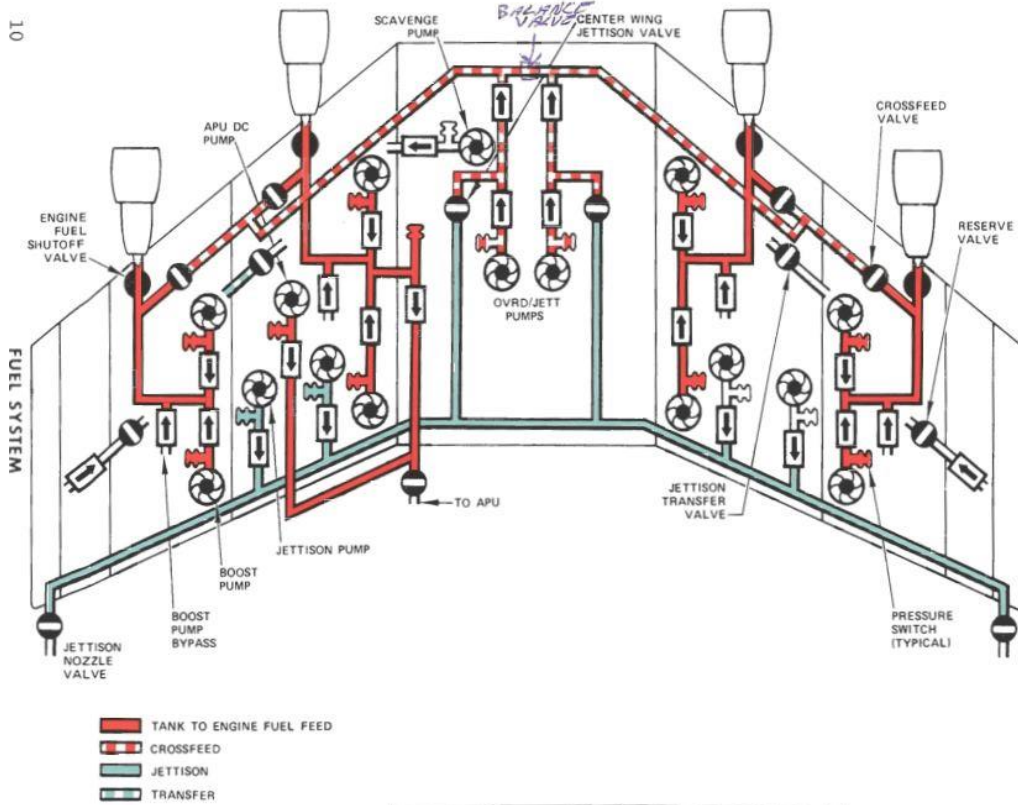 10
FUEL SYSTEM
BALANCE
VALVE
SCAVENGE
PUMP
CENTER WING
JETTISON VALVE
APU DC
PUMP
CROSSFEED
VALVE
ENGINE
FUEL
SHUTOFF
VALVE
RESERVE
VALVE
OVRD/JETT
PUMPS
TO APU
JETTISON
TRANSFER
VALVE
JETTISON PUMP
BOOST
PUMP
BOOST
PUMP
BYPASS
PRESSURE
SWITCH
(TYPICAL)
JETTISON
NOZZLE
VALVE
TANK TO ENGINE FUEL FEED
CROSSFEED
JETTISON
TRANSFER